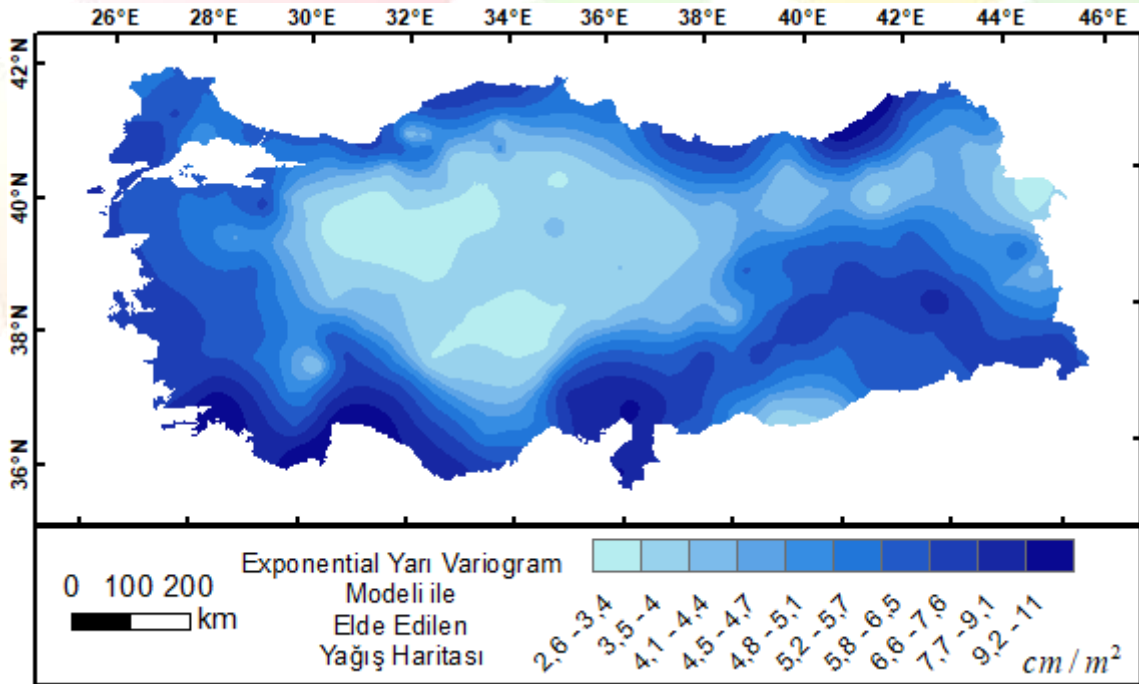 26°E 28°E 30°E 32°E 34°E 36°E 38°E 40°E 42°E 44°E 46°E
42°N
40°N
38°N
36°N
0 100 200
km
Exponential Yarı Variogram
Modeli ile
Elde Edilen
Yağış Haritası
2,6 - 3,4
3,5 - 4
4,1 - 4,4
4,5 - 4,7
4,8 - 5,1
5,2 - 5,7
5,8 - 6,5
6,6 - 7,6
7,7 - 9,1
9,2 - 11
cm / m²